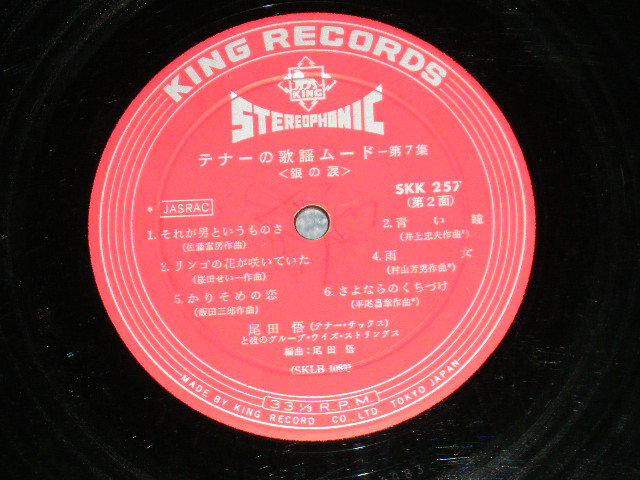 KING RECORDS
KING
STEREOPHONIC
テナーの歌謡ムード－第7集
<銀の涙>
SKK 257
(第2面)
* JASRAC
1.それが男というものさ
(佐藤富房作曲)
2.青い瞳
(井上忠夫作曲*)
3.リンゴの花が咲いていた
(桜田せい一作曲)
4.雨女
(村山芳男作曲*)
5.かりそめの恋
(飯田三郎作曲)
6.さよならのくちづけ
(平尾昌章作曲*)
尾田悟(テナー・サックス)
と彼のグループ・ウイズ・ストリングス
編曲:尾田悟
(SKLB 1083)
33⅓ R.P.M.
－MADE BY KING RECORD CO., LTD. TOKYO JAPAN－